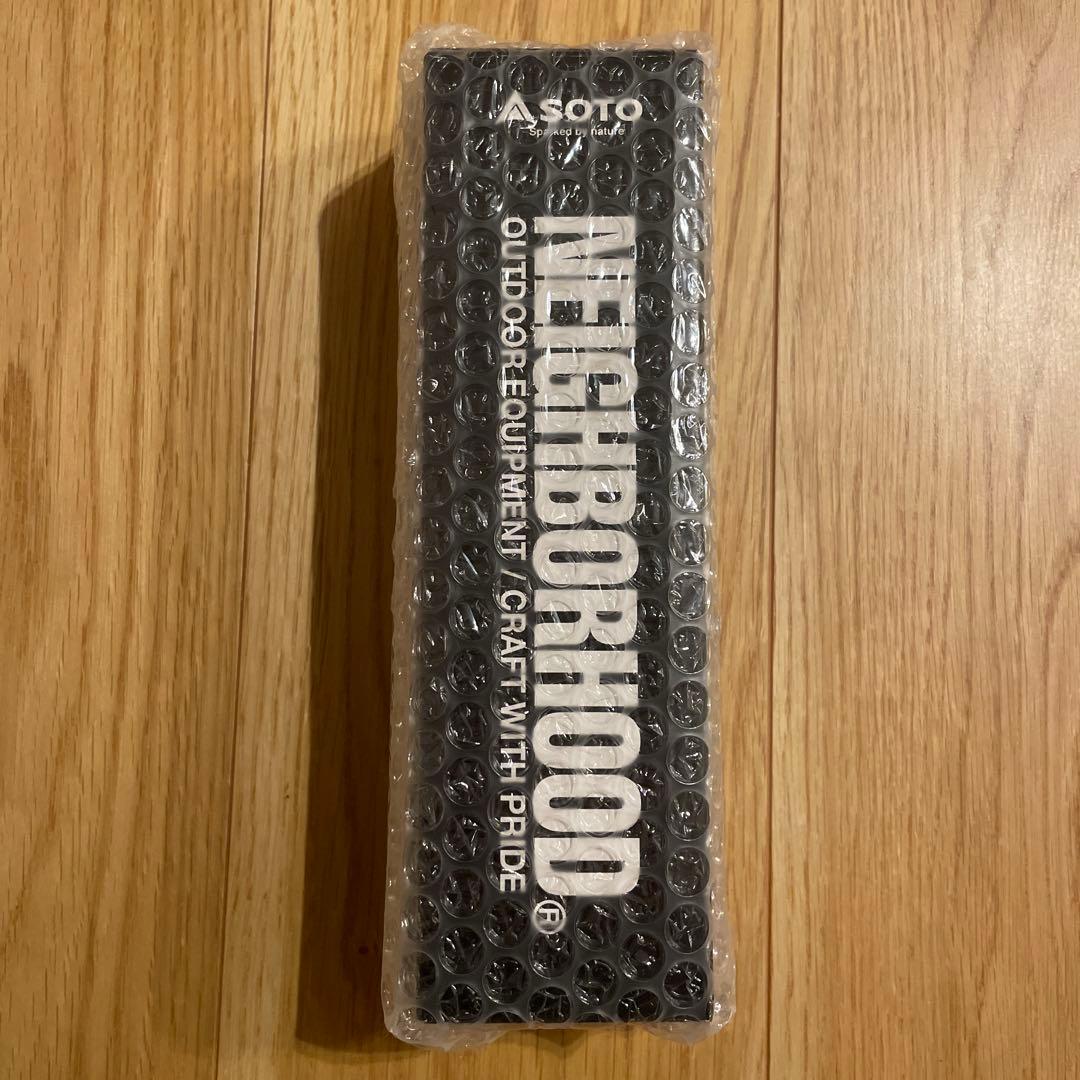 SOTO
Sparked by nature
NEIGHBORHOOD®
OUTDOOR EQUIPMENT / CRAFT WITH PRIDE